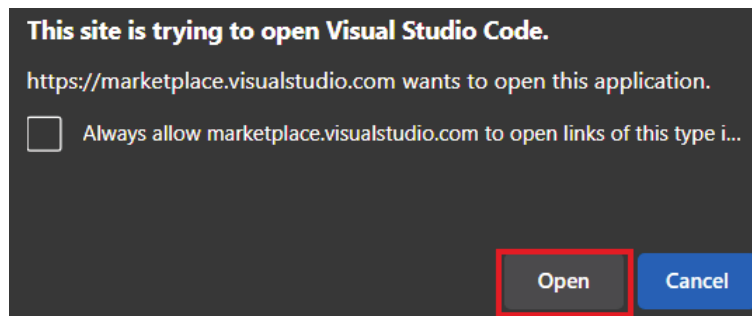 This site is trying to open Visual Studio Code.
https://marketplace.visualstudio.com wants to open this application.
Always allow marketplace.visualstudio.com to open links of this type i...
Open Cancel